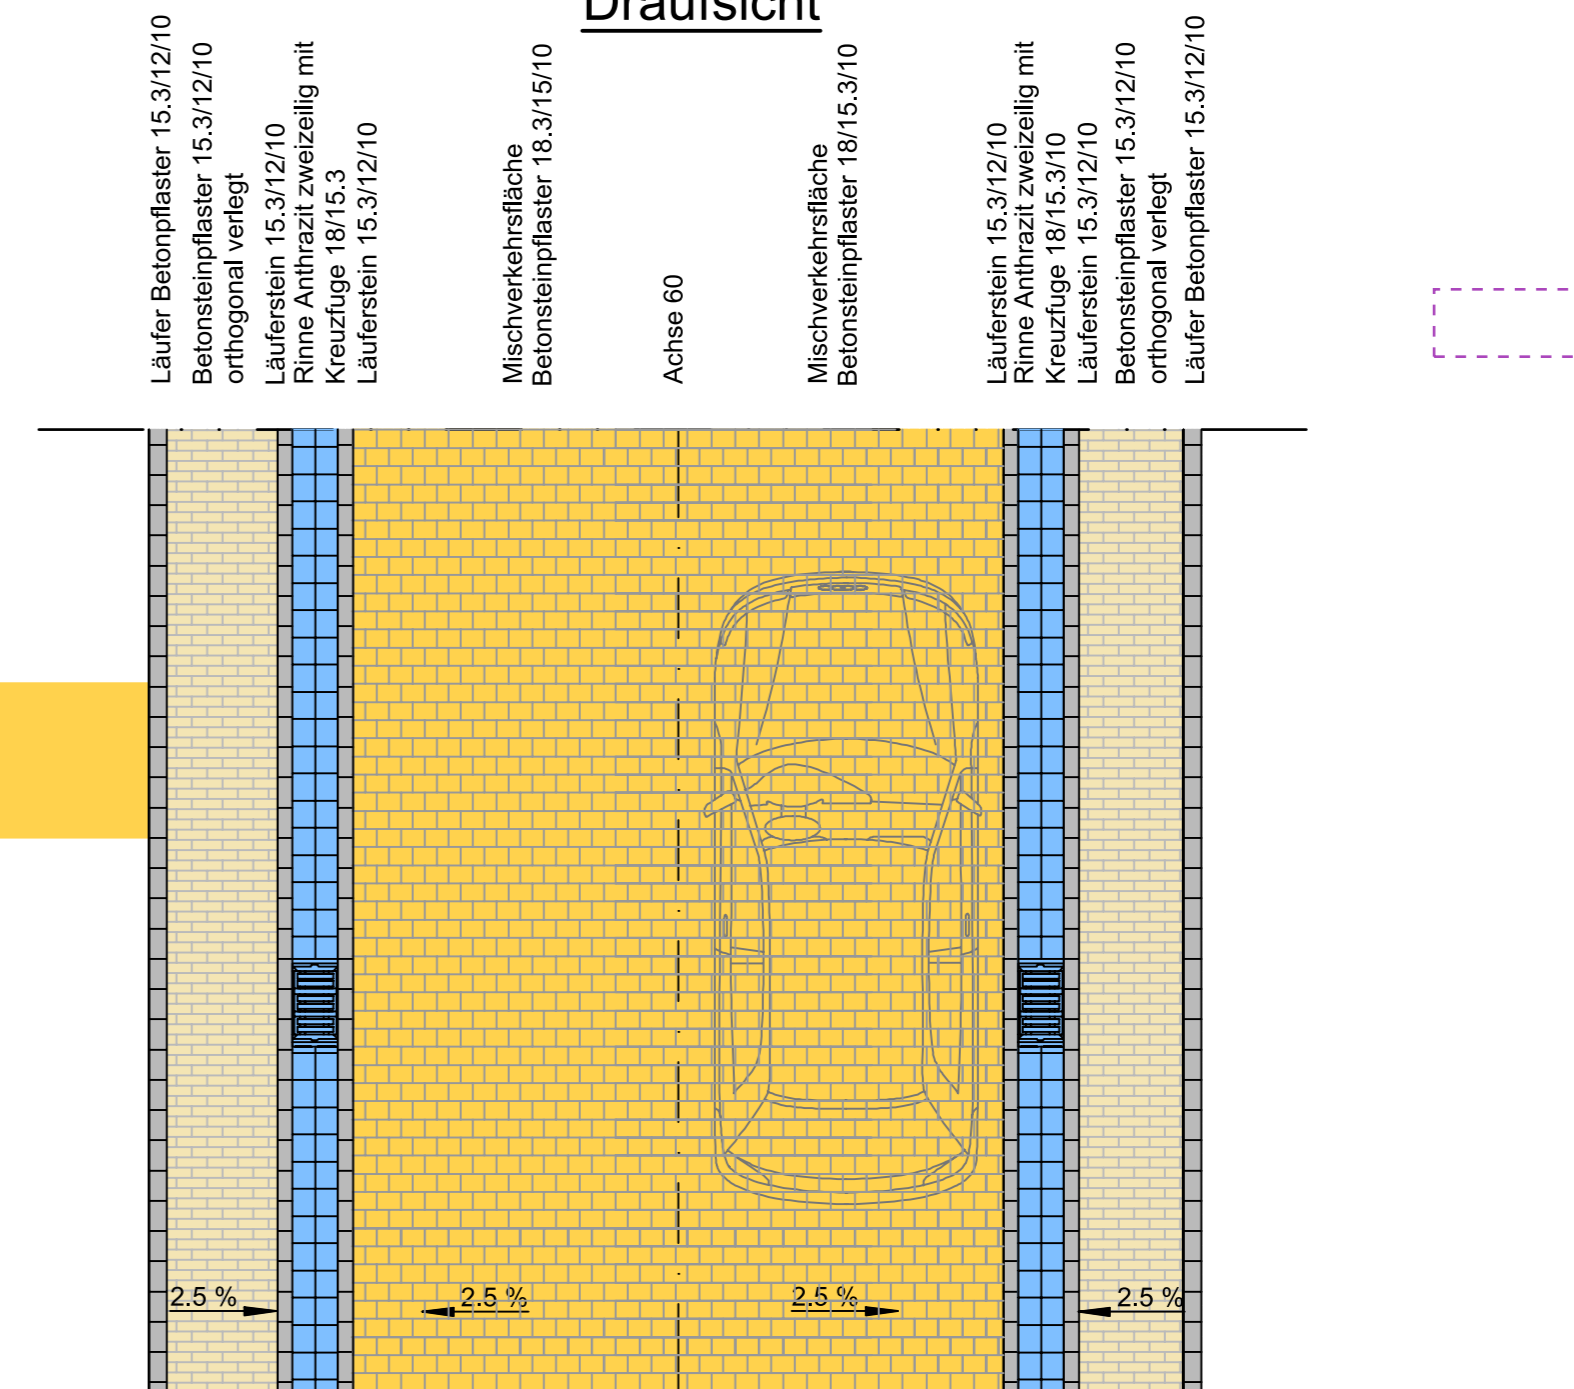 Draufsicht
Läufer Betonpflaster 15.3/12/10
Betonsteinpflaster 15.3/12/10
orthogonal verlegt
Läuferstein 15.3/12/10
Rinne Anthrazit zweizeilig mit
Kreuzfuge 18/15.3
Läuferstein 15.3/12/10
Mischverkehrsfläche
Betonsteinpflaster 18.3/15/10
Achse 60
Mischverkehrsfläche
Betonsteinpflaster 18/15.3/10
Läuferstein 15.3/12/10
Rinne Anthrazit zweizeilig mit
Kreuzfuge 18/15.3/10
Läuferstein 15.3/12/10
Betonsteinpflaster 15.3/12/10
orthogonal verlegt
Läufer Betonpflaster 15.3/12/10
2.5 %
2.5 %
2.5 %
2.5 %